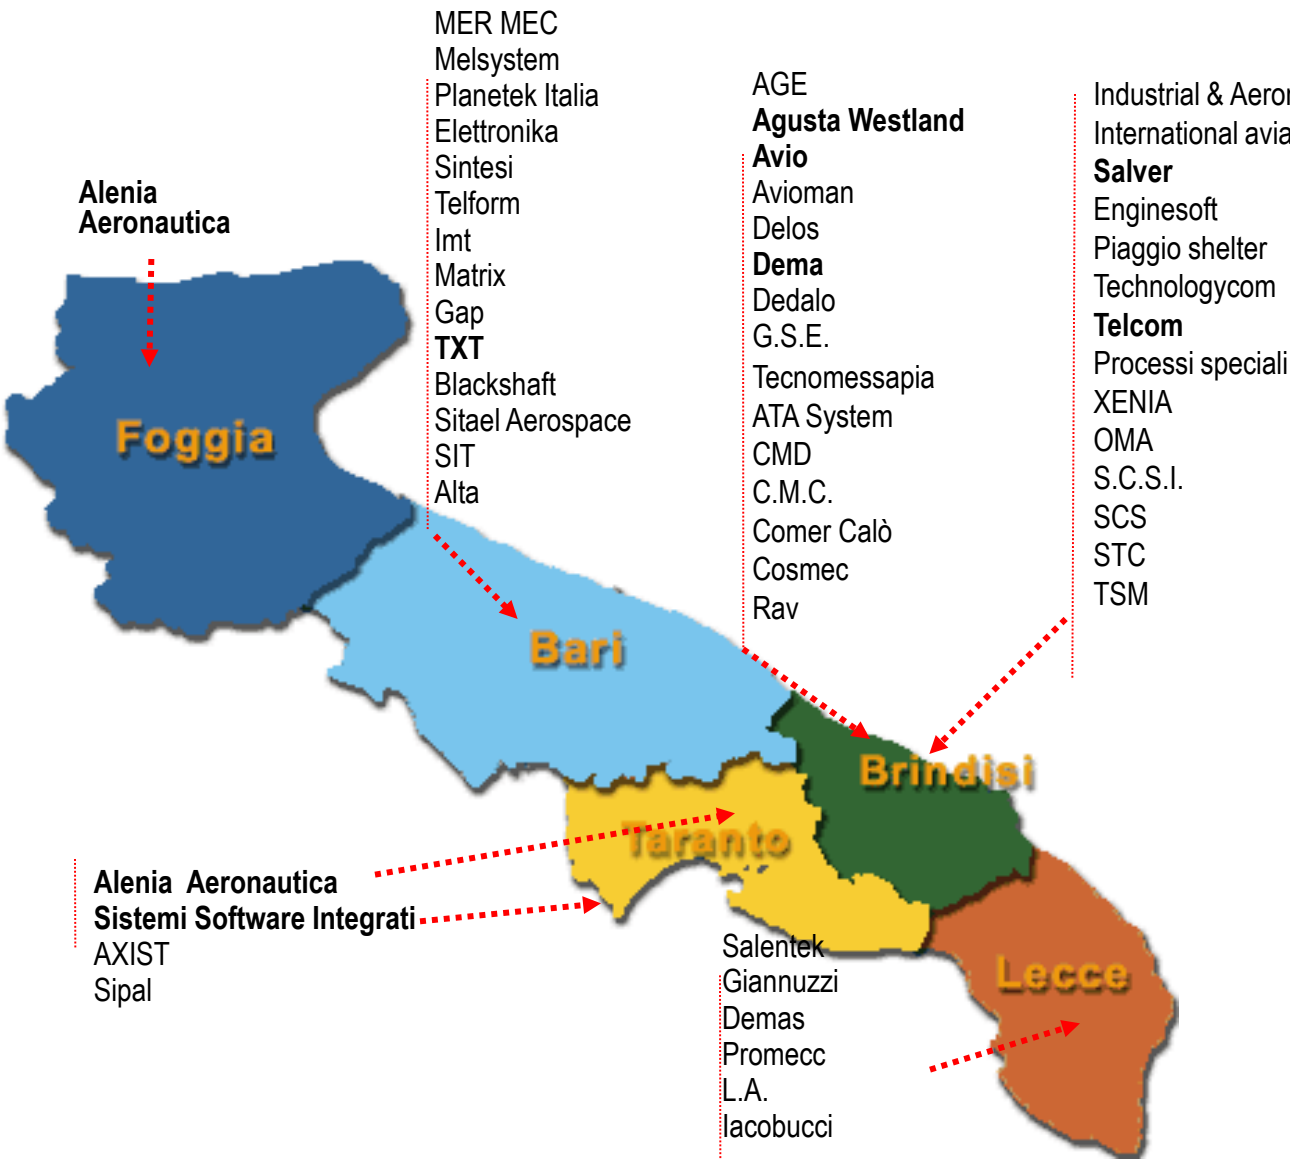 MER MEC
Melsystem
Planetek Italia
Elettronika
Sintesi
Telform
Imt
Matrix
Gap
TXT
Blackshaft
Sitael Aerospace
SIT
Alta
AGE
Agusta Westland
Avio
Avioman
Delos
Dema
Dedalo
G.S.E.
Tecnomessapia
ATA System
CMD
C.M.C.
Comer Calò
Cosmec
Rav
Industrial &
International
Salver
Enginesoft
Piaggio shelter
Technologycom
Telcom
Processi speciali
XENIA
OMA
S.C.S.I.
SCS
STC
TSM
Alenia
Aeronautica
Foggia
Bari
Brindisi
Taranto
Lecce
Alenia Aeronautica
Sistemi Software Integrati
AXIST
Sipal
Salentek
Giannuzzi
Demas
Promecc
L.A.
Iacobucci